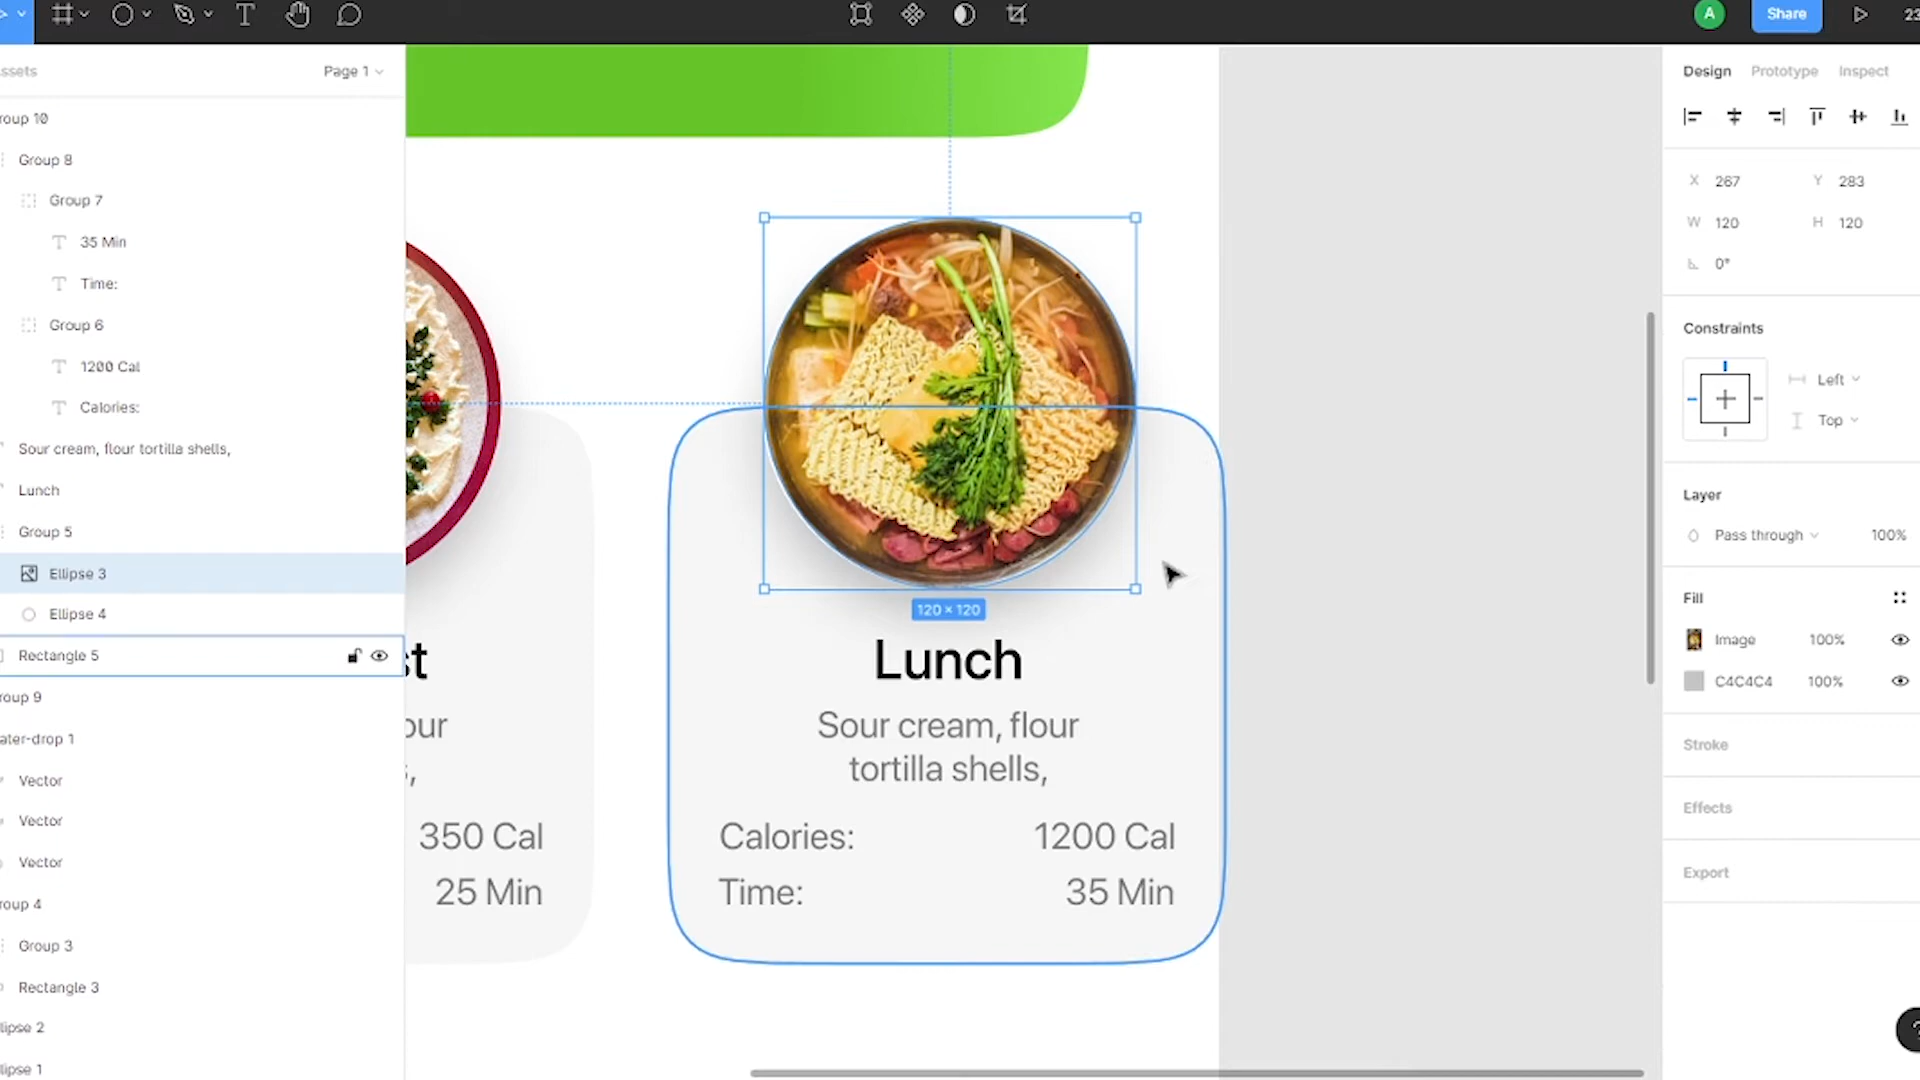 A
Share
23
ssets
Page 1
roup 10
Group 8
Group 7
35 Min
Time:
Group 6
1200 Cal
Calories:
Sour cream, flour tortilla shells,
Lunch
Group 5
Ellipse 3
Ellipse 4
Rectangle 5
roup 9
ater-drop 1
Vector
Vector
Vector
roup 4
Group 3
Rectangle 3
llipse 2
llipse 1
st
our
s,
350 Cal
25 Min
120 × 120
Lunch
Sour cream, flour
tortilla shells,
Calories: 1200 Cal
Time: 35 Min
Design Prototype Inspect
X 267 Y 283
W 120 H 120
0°
Constraints
Left
Top
Layer
Pass through 100%
Fill
Image 100%
C4C4C4 100%
Stroke
Effects
Export
?